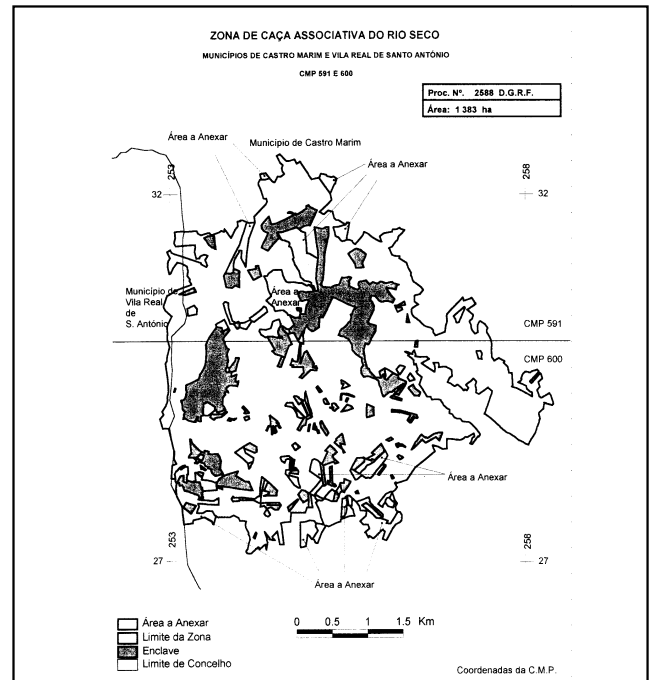 ZONA DE CAÇA ASSOCIATIVA DO RIO SECO
MUNICÍPIOS DE CASTRO MARIM E VILA REAL DE SANTO ANTÓNIO
CMP 591 E 600
Proc. Nº. 2588 D.G.R.F.
Área: 1 383 ha
Área a Anexar
Município de Castro Marim
Área a Anexar
253
258
32
32
Município de
Vila Real
de
S. António
Área a
Anexar
CMP 591
CMP 600
Área a Anexar
253
258
27
27
Área a Anexar
Área a Anexar
Limite da Zona
Enclave
Limite de Concelho
0 0.5 1 1.5 Km
Coordenadas da C.M.P.